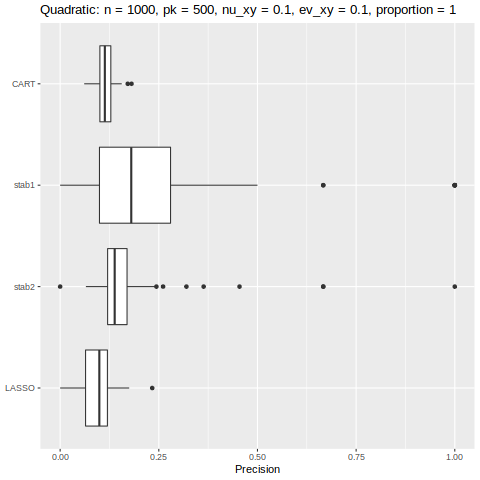 Quadratic: n = 1000, pk = 500, nu_xy = 0.1, ev_xy = 0.1, proportion = 1
CART
stab1
stab2
LASSO
0.00 0.25 0.50 0.75 1.00
Precision